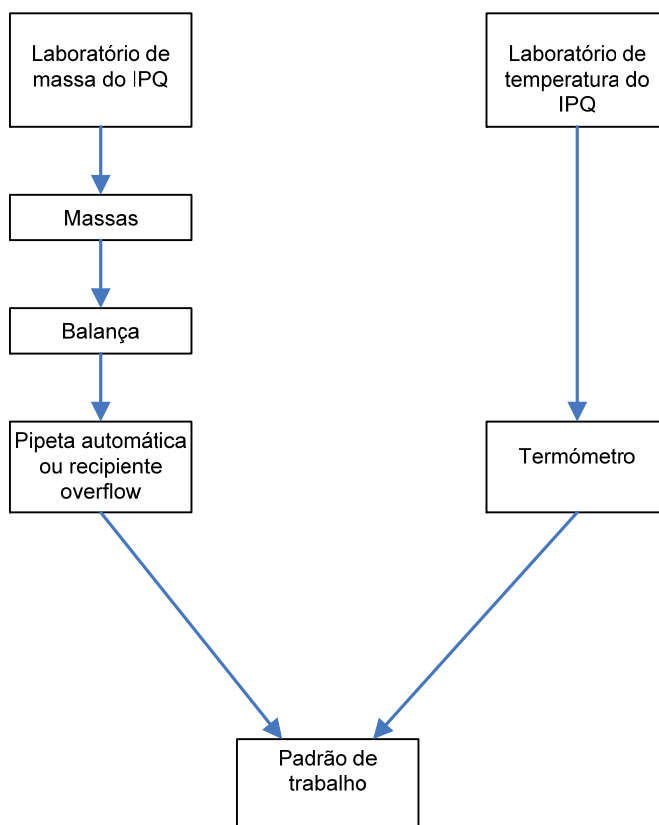 Laboratório de
massa do IPQ
Laboratório de
temperatura do
IPQ
Massas
Balança
Pipeta automática
ou recipiente
overflow
Termómetro
Padrão de
trabalho